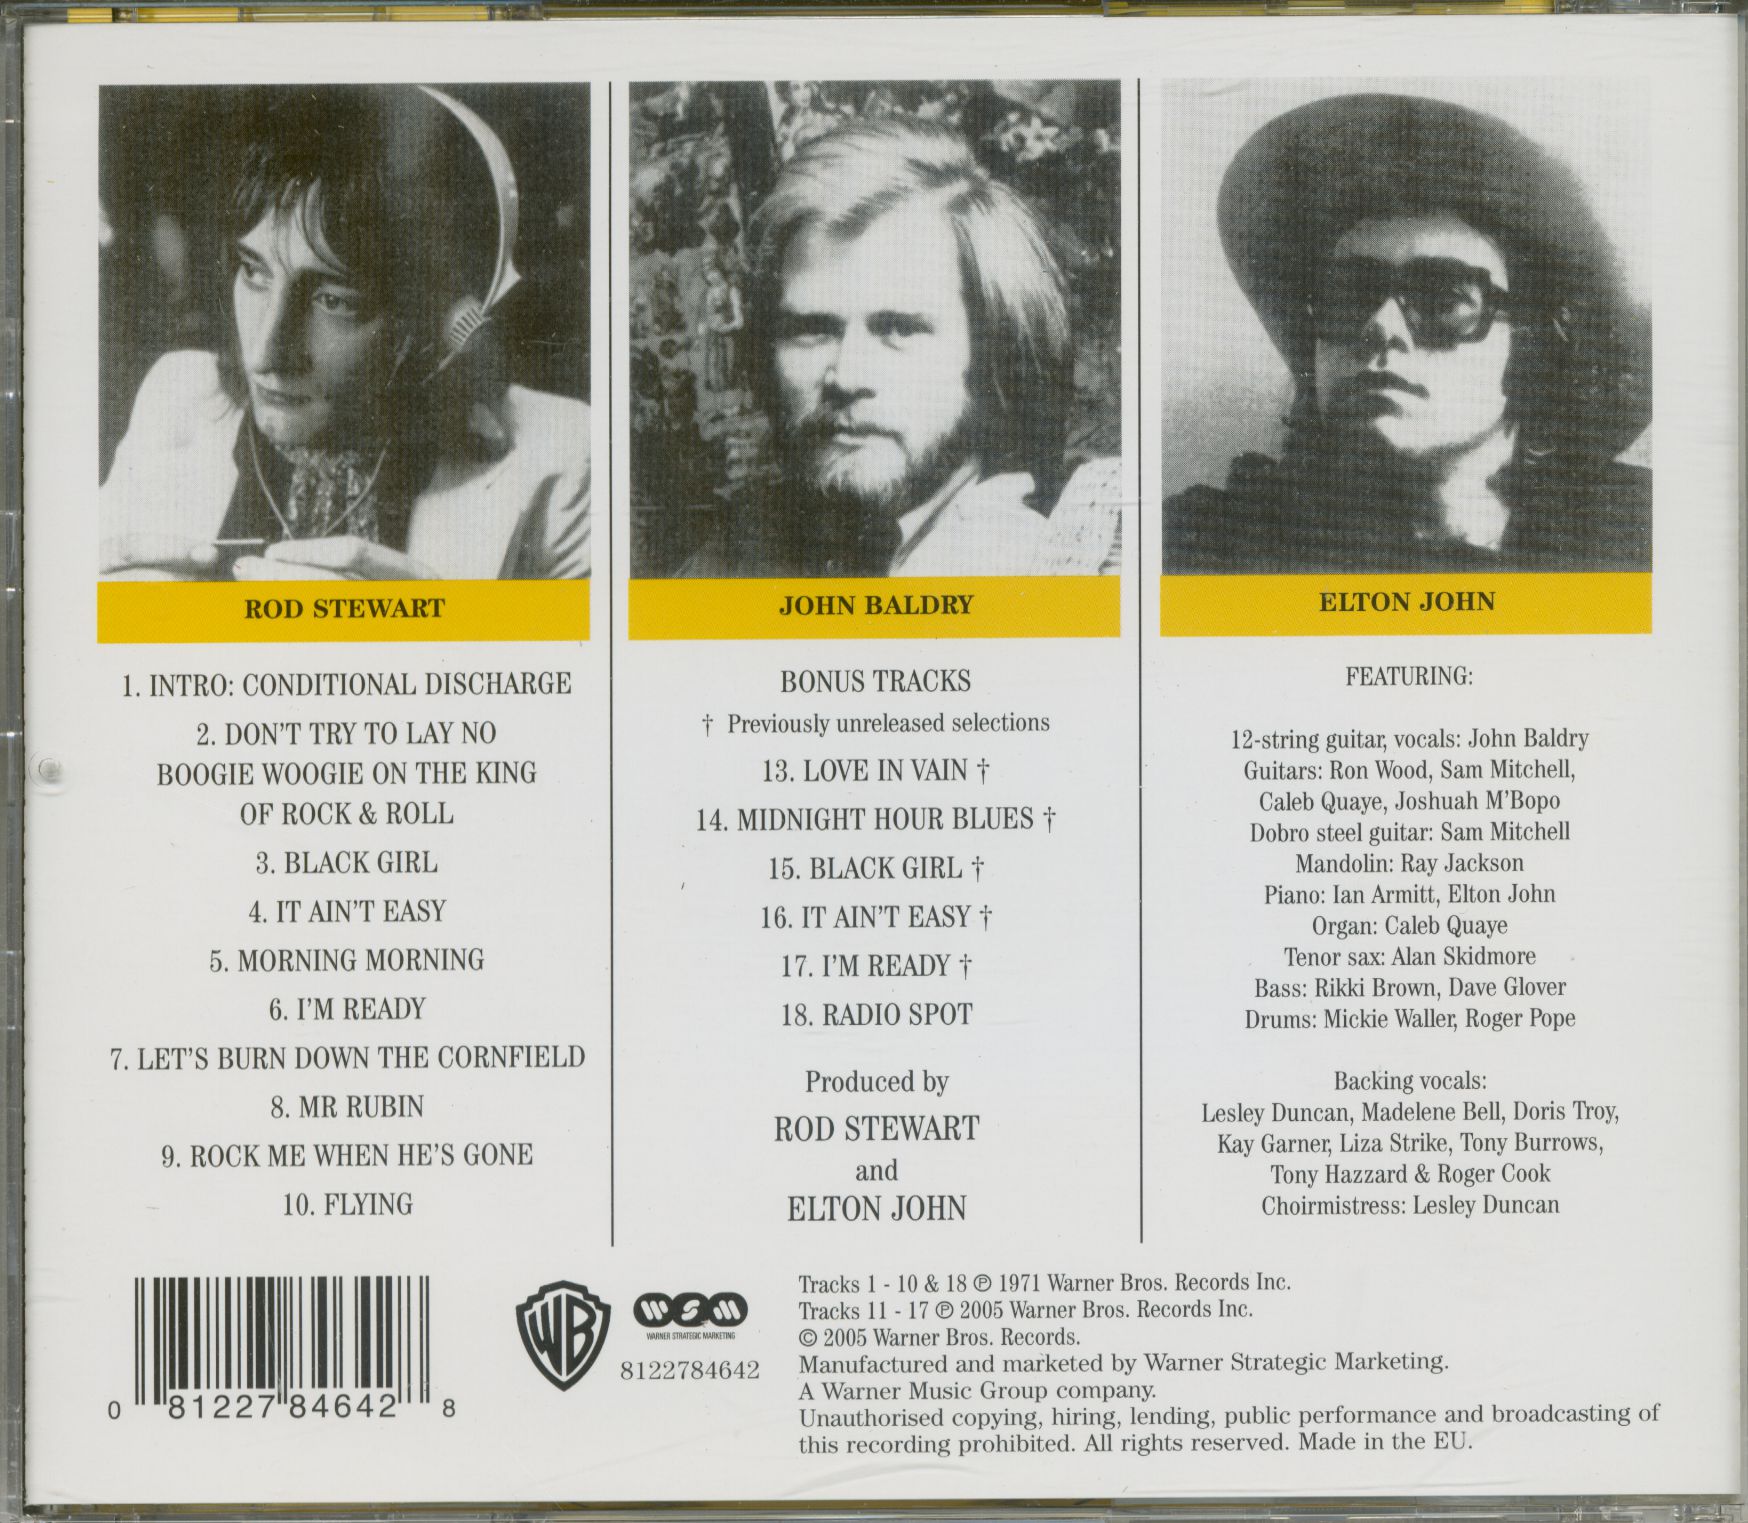 ROD STEWART
1. INTRO: CONDITIONAL DISCHARGE
2. DON'T TRY TO LAY NO
BOOGIE WOOGIE ON THE KING
OF ROCK & ROLL
3. BLACK GIRL
4. IT AIN'T EASY
5. MORNING MORNING
6. I'M READY
7. LET'S BURN DOWN THE CORNFIELD
8. MR RUBIN
9. ROCK ME WHEN HE'S GONE
10. FLYING
JOHN BALDRY
BONUS TRACKS
† Previously unreleased selections
13. LOVE IN VAIN †
14. MIDNIGHT HOUR BLUES †
15. BLACK GIRL †
16. IT AIN'T EASY †
17. I'M READY †
18. RADIO SPOT
Produced by
ROD STEWART
and
ELTON JOHN
ELTON JOHN
FEATURING:
12-string guitar, vocals: John Baldry
Guitars: Ron Wood, Sam Mitchell,
Caleb Quaye, Joshuah M'Bopo
Dobro steel guitar: Sam Mitchell
Mandolin: Ray Jackson
Piano: Ian Armitt, Elton John
Organ: Caleb Quaye
Tenor sax: Alan Skidmore
Bass: Rikki Brown, Dave Glover
Drums: Mickie Waller, Roger Pope
Backing vocals:
Lesley Duncan, Madelene Bell, Doris Troy,
Kay Garner, Liza Strike, Tony Burrows,
Tony Hazzard & Roger Cook
Choirmistress: Lesley Duncan
0 81227 84642 8
WB
WSM
WARNER STRATEGIC MARKETING
8122784642
Tracks 1 - 10 & 18 ℗ 1971 Warner Bros. Records Inc.
Tracks 11 - 17 ℗ 2005 Warner Bros. Records Inc.
© 2005 Warner Bros. Records.
Manufactured and marketed by Warner Strategic Marketing.
A Warner Music Group company.
Unauthorised copying, hiring, lending, public performance and broadcasting of
this recording prohibited. All rights reserved. Made in the EU.